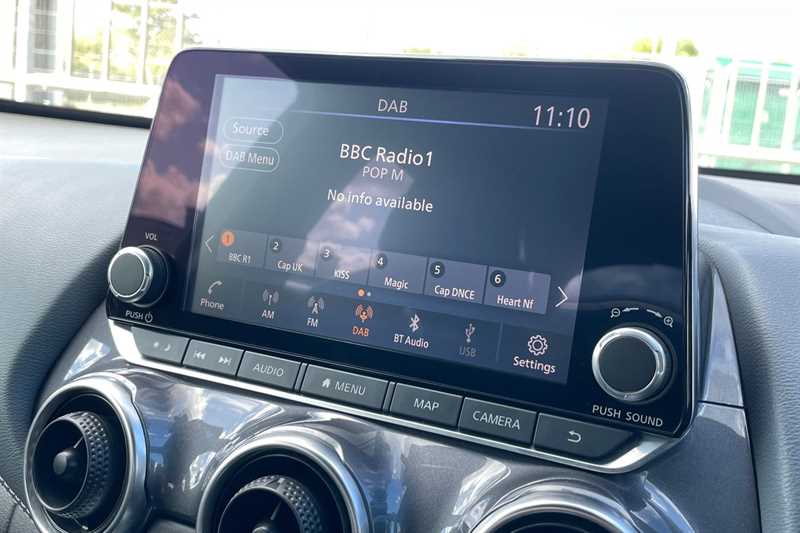 DAB
11:10
Source
DAB Menu
BBC Radio1
POP M
No info available
1
BBC R1
2
Cap UK
3
KISS
4
Magic
5
Cap DNCE
6
Heart Nf
Phone
AM
FM
DAB
BT Audio
USB
Settings
VOL
PUSH
AUDIO
MENU
MAP
CAMERA
PUSH SOUND